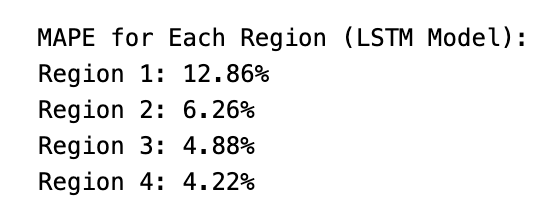 MAPE for Each Region (LSTM Model):
Region 1: 12.86%
Region 2: 6.26%
Region 3: 4.88%
Region 4: 4.22%